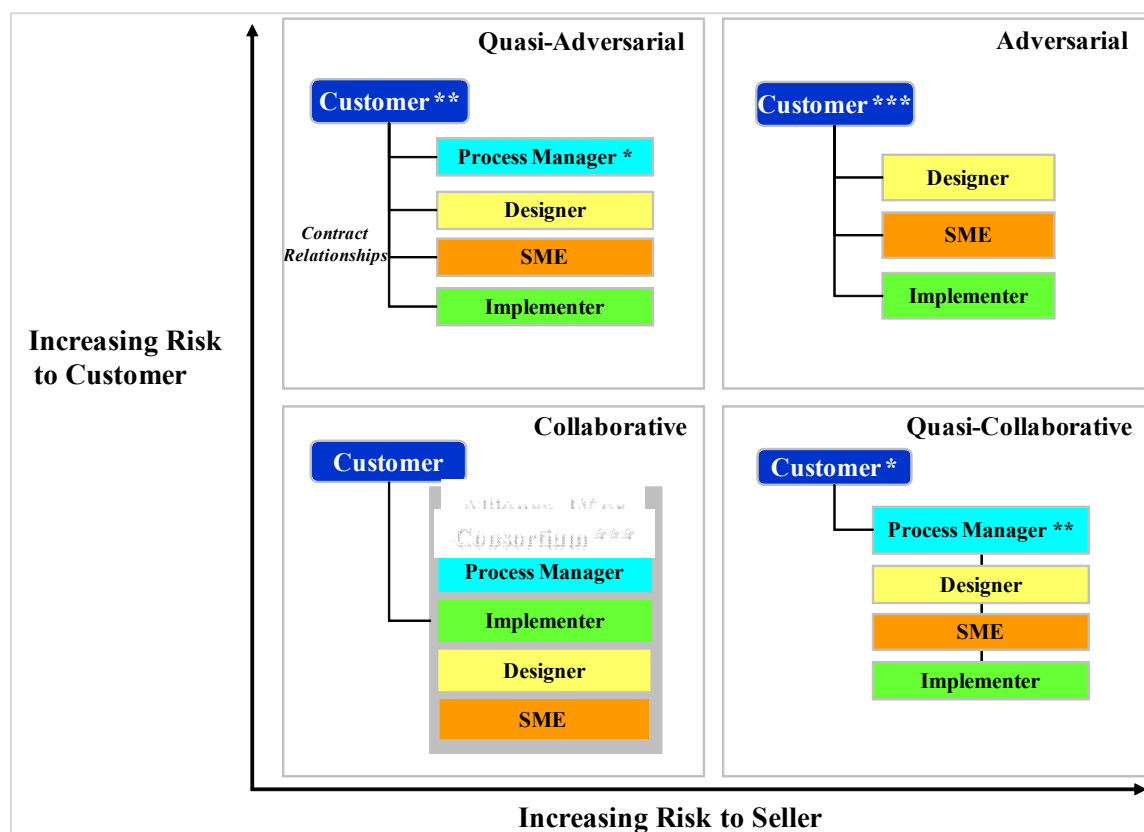 Quasi-Adversarial
Customer **
Process Manager *
Designer
Contract
Relationships
SME
Implementer
Adversarial
Customer ***
Designer
SME
Implementer
Increasing Risk
to Customer
Collaborative
Customer
Consortium ***
Process Manager
Implementer
Designer
SME
Quasi-Collaborative
Customer *
Process Manager **
Designer
SME
Implementer
Increasing Risk to Seller